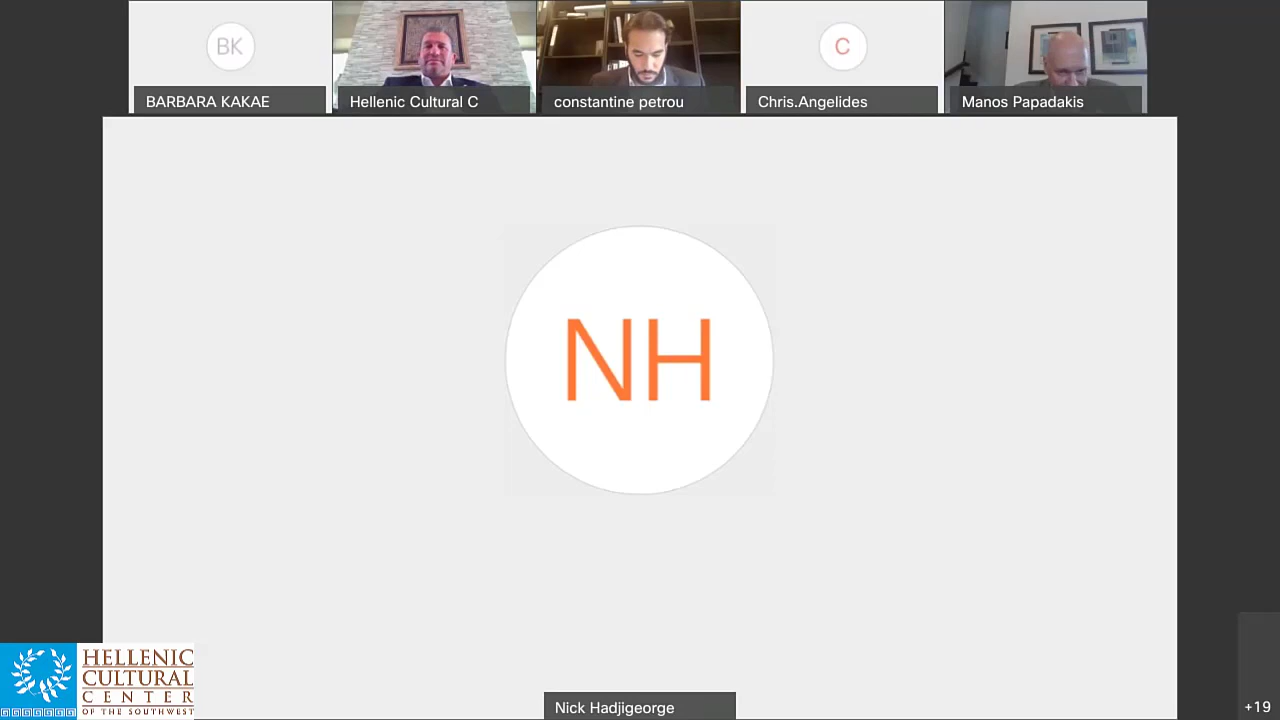 BK
BARBARA KAKAE
Hellenic Cultural C
constantine petrou
C
Chris.Angelides
Manos Papadakis
NH
HELLENIC
CULTURAL
CENTER
OF THE SOUTHWEST
Nick Hadjigeorge
+19